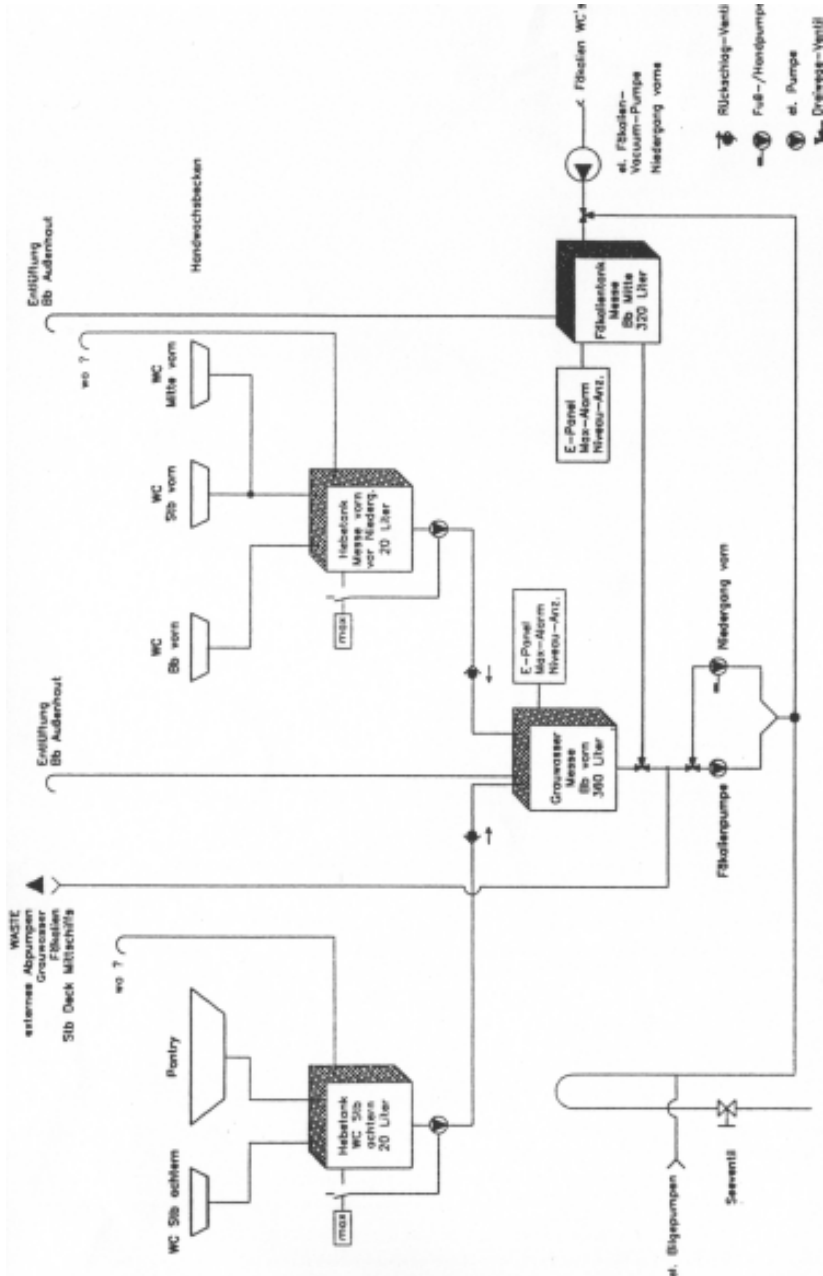 WASTE
externes Abpumpen
Grauwasser
Fäkalien
Stb Deck Mittschiffs
Entlüftung
Bb Außenhaut
Entlüftung
Bb Außenhaut
wo ?
wo ?
Handwachsbecken
WC Stb achtern
Pantry
WC
Bb vorn
WC
Stb vorn
WC
Mitte vorn
max
Hebetank
WC Stb
achtern
20 Liter
max
Hebetank
Messe vorn
vor Niederg.
20 Liter
Grauwasser
Messe
Bb vorn
360 Liter
E-Panel
Max-Alarm
Niveau-Anz.
E-Panel
Max-Alarm
Niveau-Anz.
Fäkalientank
Messe
Bb Mitte
320 Liter
Fäkalien WC's
el. Fäkalien-
Vacuum-Pumpe
Niedergang vorne
el. Bilgepumpen
Seeventil
Fäkalienpumpe
Niedergang vorn
Rückschlag-Venti
Fuß-/Handpump
el. Pumpe
Dreiwege-Ventil